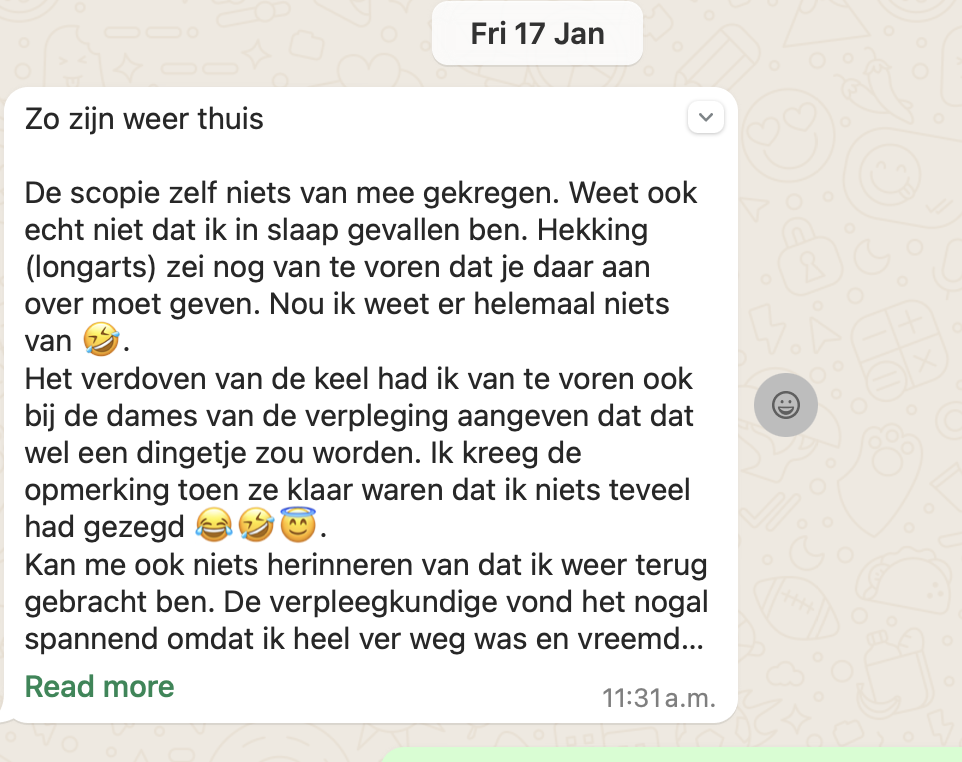 Fri 17 Jan
Zo zijn weer thuis
De scopie zelf niets van mee gekregen. Weet ook
echt niet dat ik in slaap gevallen ben. Hekking
(longarts) zei nog van te voren dat je daar aan
over moet geven. Nou ik weet er helemaal niets
van 🤣.
Het verdoven van de keel had ik van te voren ook
bij de dames van de verpleging aangeven dat dat
wel een dingetje zou worden. Ik kreeg de
opmerking toen ze klaar waren dat ik niets teveel
had gezegd 😂🤣😇.
Kan me ook niets herinneren van dat ik weer terug
gebracht ben. De verpleegkundige vond het nogal
spannend omdat ik heel ver weg was en vreemd...
Read more
11:31 a.m.